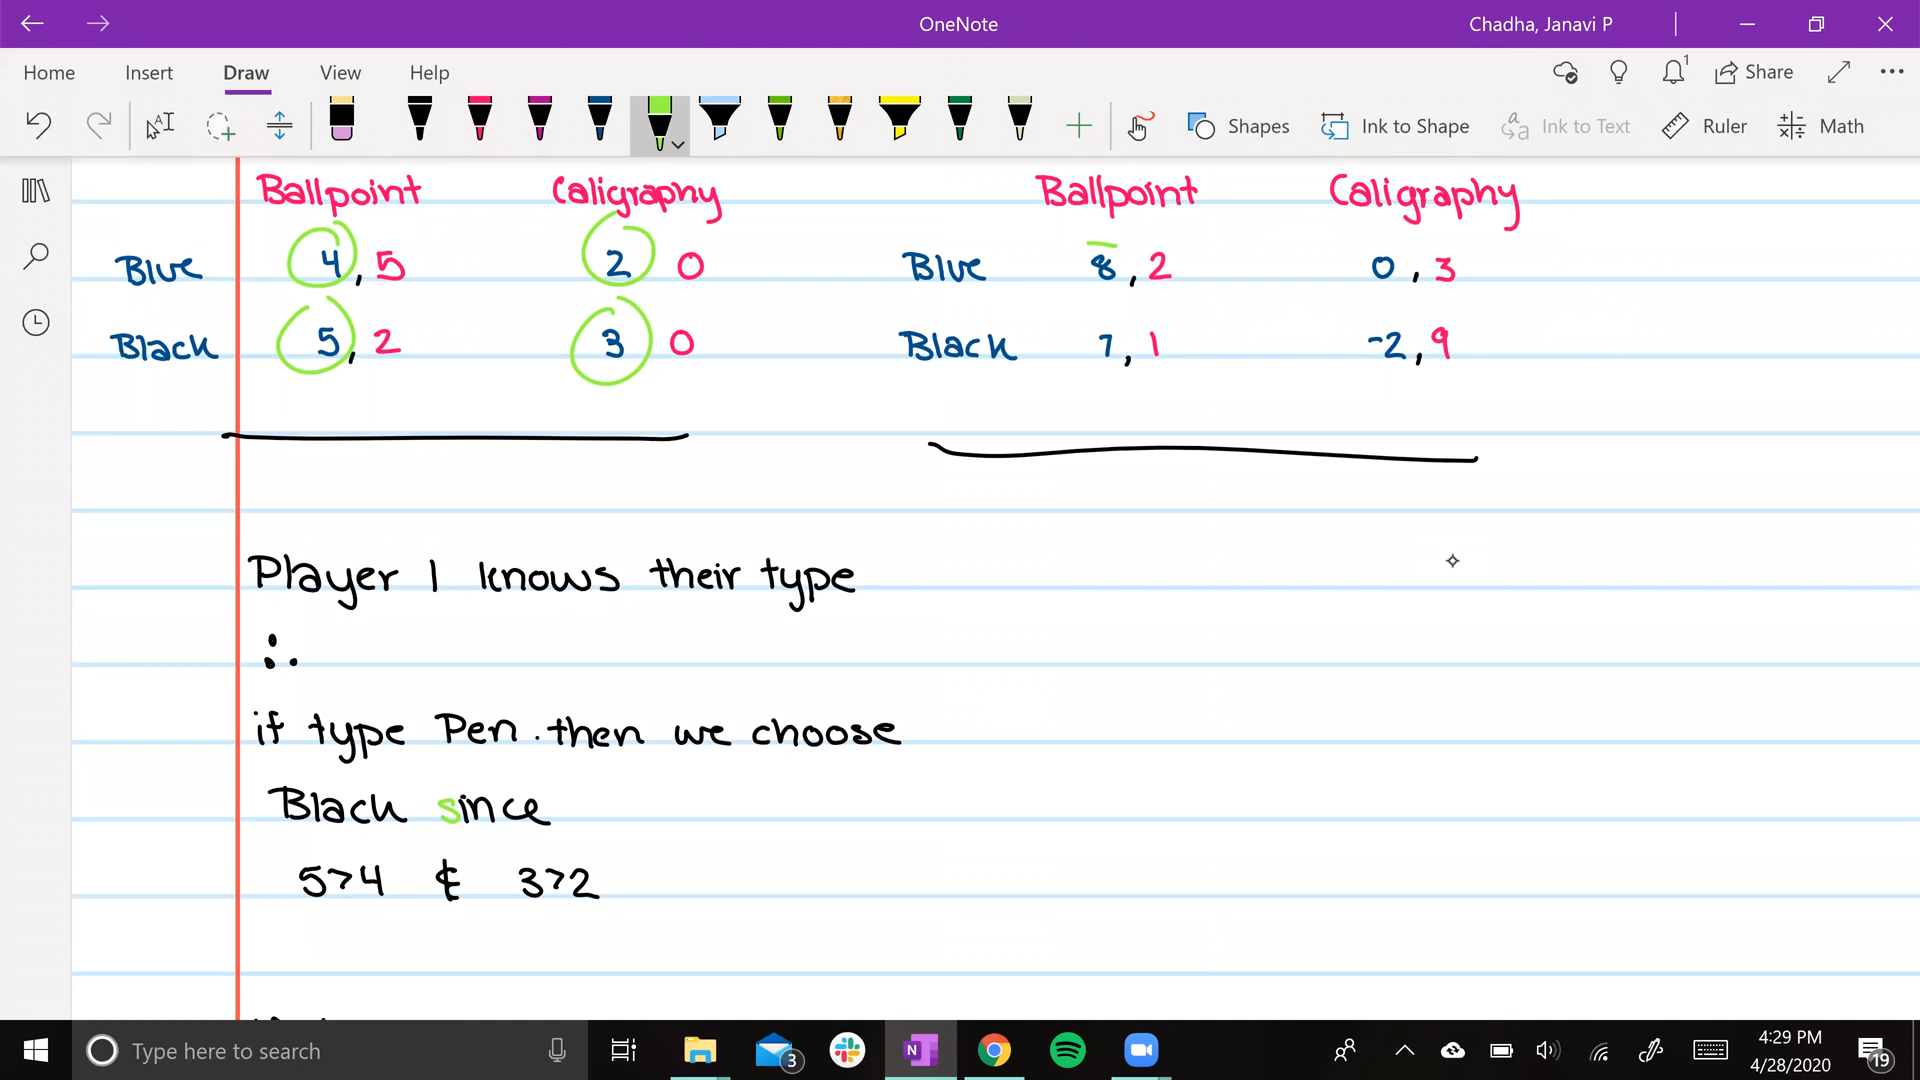 OneNote
Chadha, Janavi P
Home Insert Draw View Help
Share
1
Shapes Ink to Shape Ink to Text Ruler Math
Ballpoint Caligraphy Ballpoint Caligraphy
Blue 4, 5 2 0 Blue 8, 2 0, 3
Black 5, 2 3 0 Black 7, 1 -2, 9
Player 1 knows their type
∴
if type Pen. then we choose
Black since
5>4 & 3>2
Type here to search
3
4:29 PM
4/28/2020
19